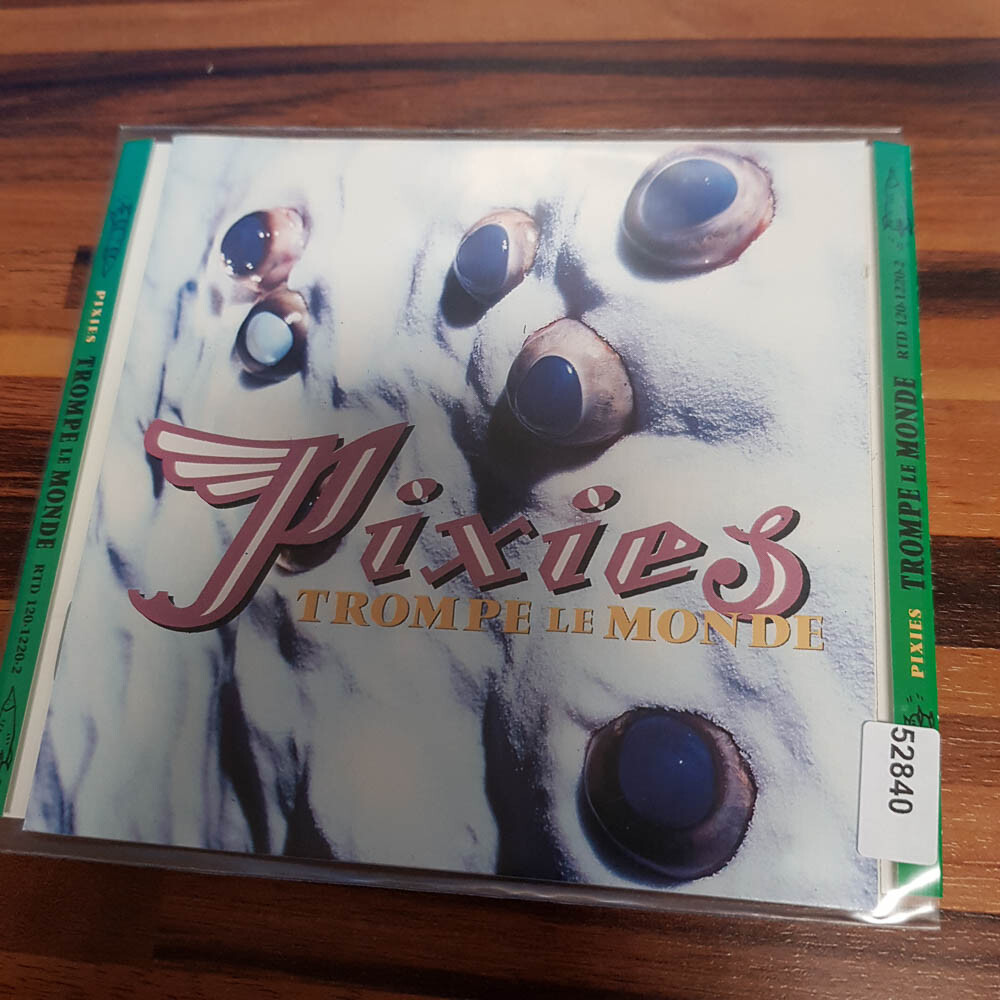 Pixies
TROMPE LE MONDE
PIXIES TROMPE LE MONDE RTD 120.1220-2
PIXIES TROMPE LE MONDE RTD 120.1220-2
52840